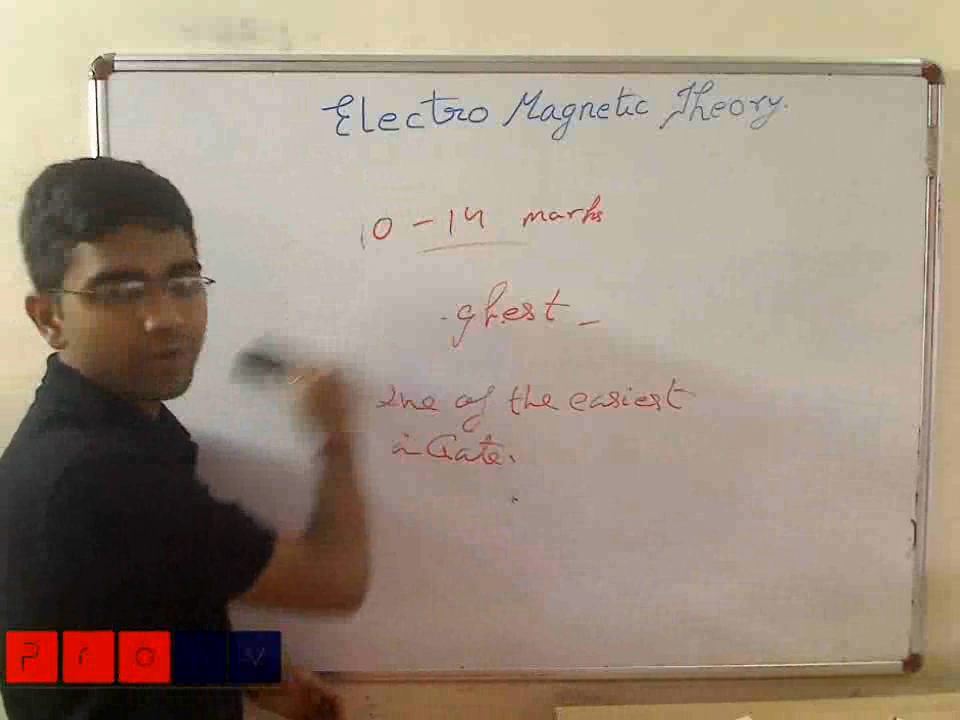 Electro Magnetic Theory.
10 - 14 marks
ghest -
One of the easiest
in Gate.
Pro V